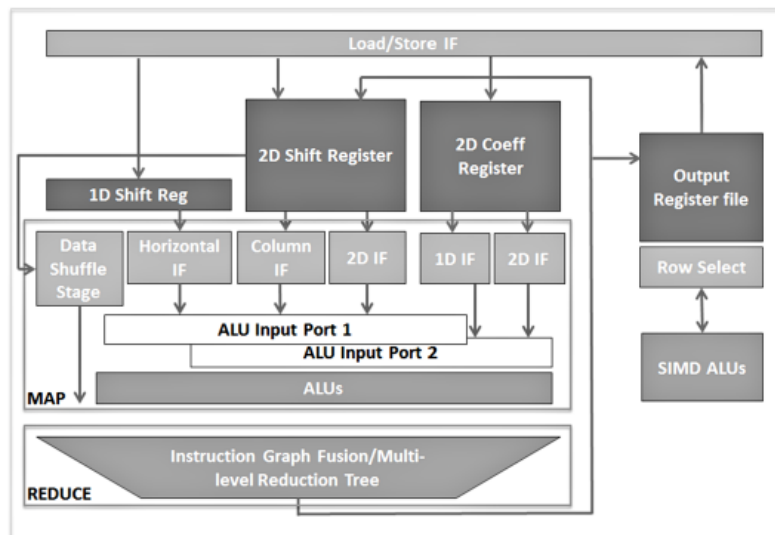 Load/Store IF
2D Shift Register
2D Coeff
Register
Output
Register file
1D Shift Reg
Data
Shuffle
Stage
Horizontal
IF
Column
IF
2D IF
1D IF
2D IF
Row Select
ALU Input Port 1
ALU Input Port 2
ALUs
SIMD ALUs
MAP
Instruction Graph Fusion/Multi-
level Reduction Tree
REDUCE